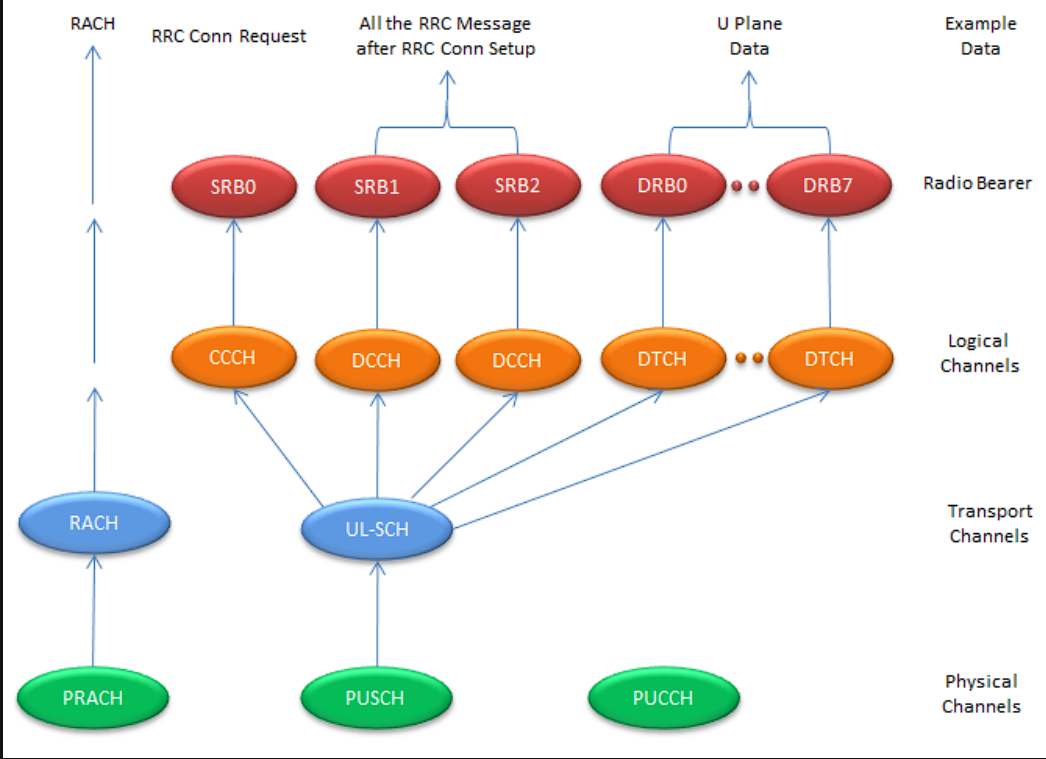 RACH
RRC Conn Request
All the RRC Message
after RRC Conn Setup
U Plane
Data
Example
Data
SRB0
SRB1
SRB2
DRB0
DRB7
Radio Bearer
CCCH
DCCH
DCCH
DTCH
DTCH
Logical
Channels
RACH
UL-SCH
Transport
Channels
PRACH
PUSCH
PUCCH
Physical
Channels